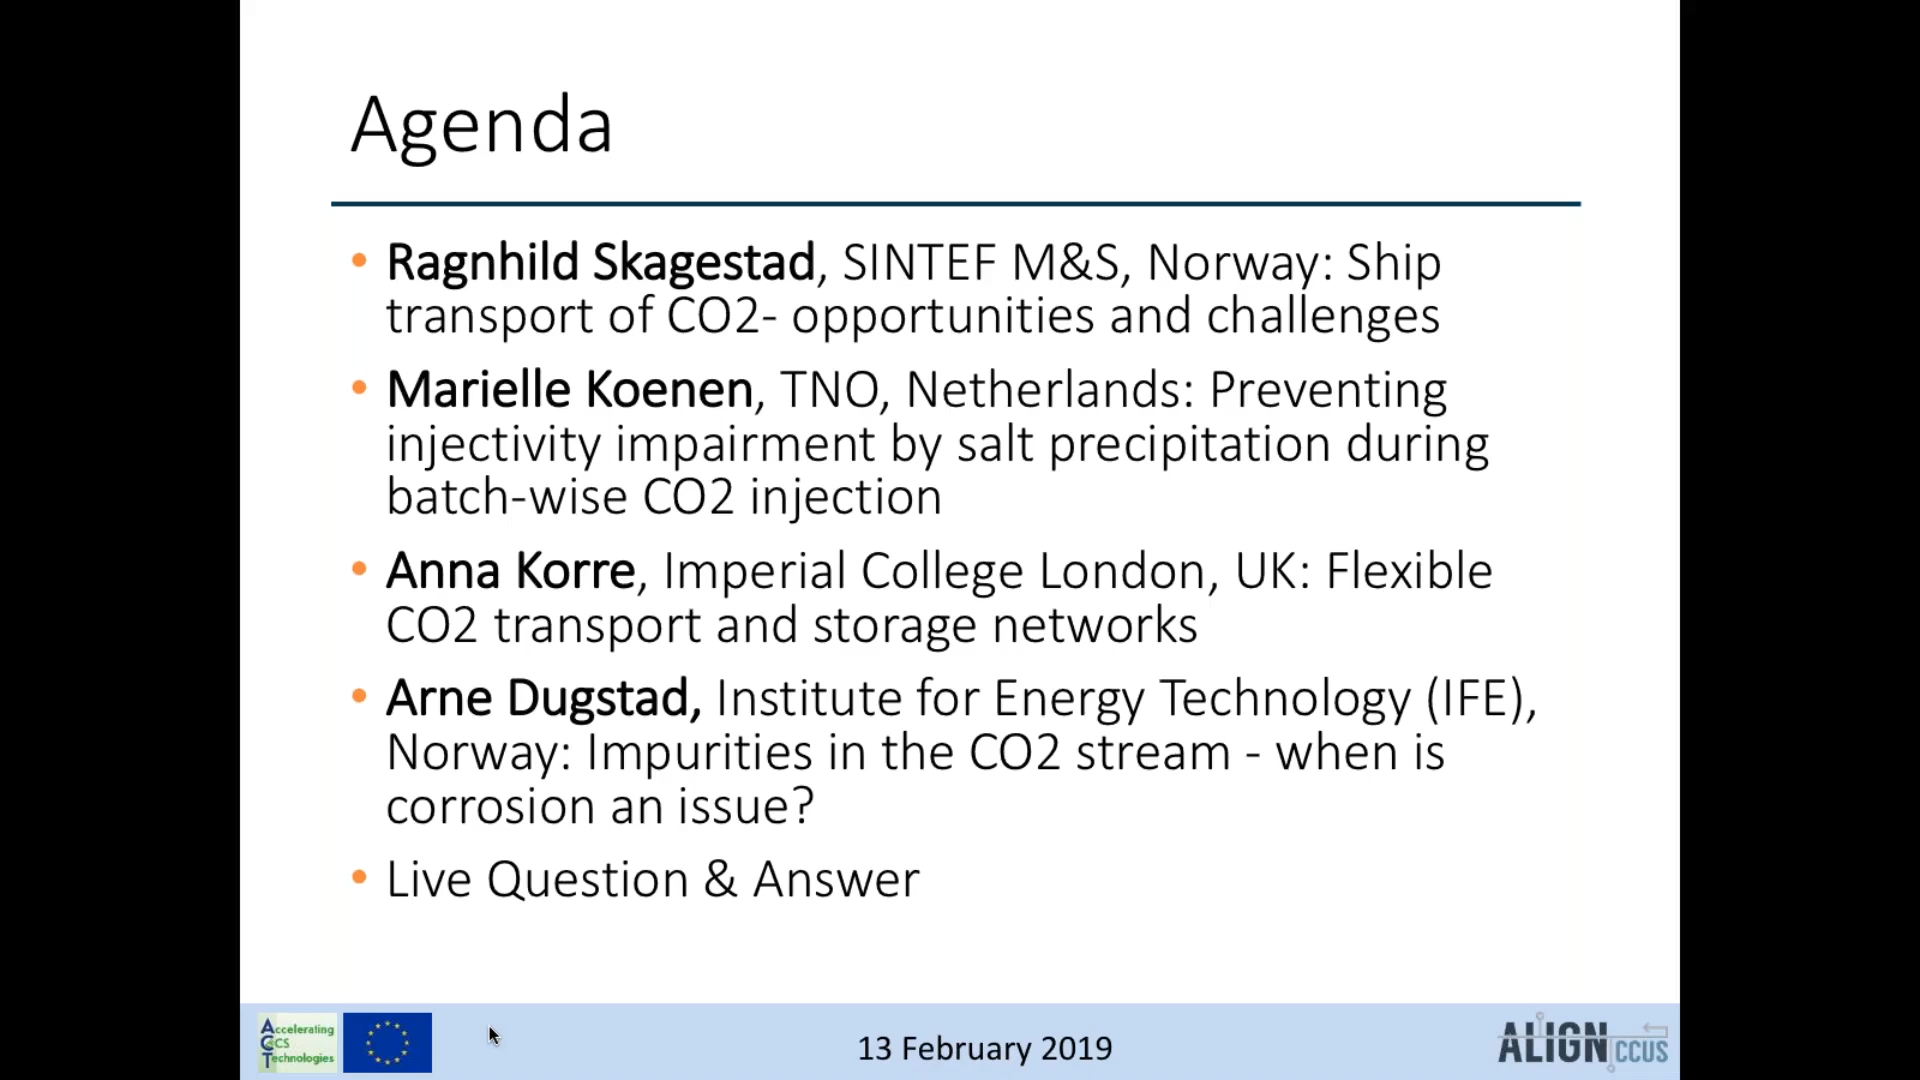 Agenda
• Ragnhild Skagestad, SINTEF M&S, Norway: Ship
transport of CO2- opportunities and challenges
• Marielle Koenen, TNO, Netherlands: Preventing
injectivity impairment by salt precipitation during
batch-wise CO2 injection
• Anna Korre, Imperial College London, UK: Flexible
CO2 transport and storage networks
• Arne Dugstad, Institute for Energy Technology (IFE),
Norway: Impurities in the CO2 stream - when is
corrosion an issue?
• Live Question & Answer
Accelerating
CS
Technologies
13 February 2019
ALIGN CCUS